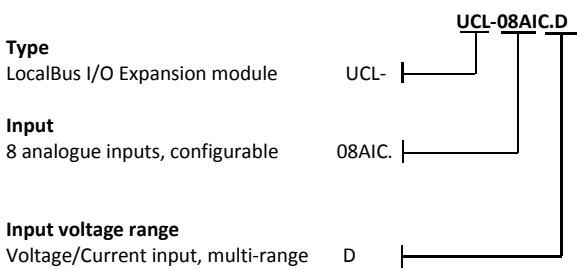 UCL-08AIC.D
Type
LocalBus I/O Expansion module UCL-
Input
8 analogue inputs, configurable 08AIC.
Input voltage range
Voltage/Current input, multi-range D